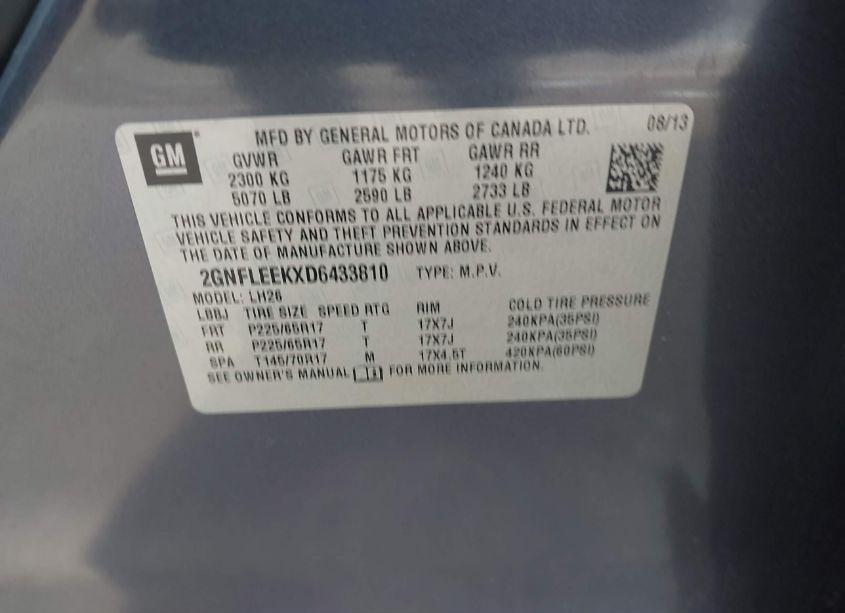 GM
MFD BY GENERAL MOTORS OF CANADA LTD. 08/13
GVWR GAWR FRT GAWR RR
2300 KG 1175 KG 1240 KG
5070 LB 2590 LB 2733 LB
THIS VEHICLE CONFORMS TO ALL APPLICABLE U.S. FEDERAL MOTOR
VEHICLE SAFETY AND THEFT PREVENTION STANDARDS IN EFFECT ON
THE DATE OF MANUFACTURE SHOWN ABOVE.
2GNFLEEKXD6433810 TYPE: M.P.V.
MODEL: LH26
LBBJ TIRE SIZE SPEED RTG RIM COLD TIRE PRESSURE
FRT P225/65R17 T 17X7J 240KPA(35PSI)
RR P225/65R17 T 17X7J 240KPA(35PSI)
SPA T145/70R17 M 17X4.5T 420KPA(60PSI)
SEE OWNER'S MANUAL FOR MORE INFORMATION.